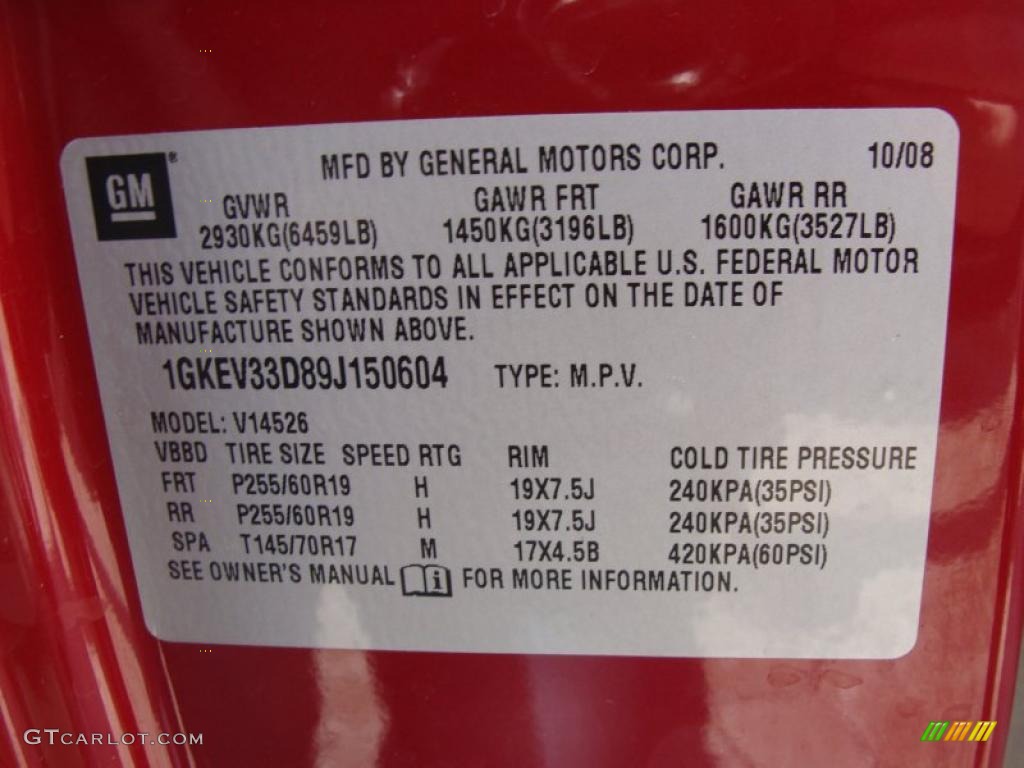 GM®
MFD BY GENERAL MOTORS CORP. 10/08
GVWR GAWR FRT GAWR RR
2930KG(6459LB) 1450KG(3196LB) 1600KG(3527LB)
THIS VEHICLE CONFORMS TO ALL APPLICABLE U.S. FEDERAL MOTOR
VEHICLE SAFETY STANDARDS IN EFFECT ON THE DATE OF
MANUFACTURE SHOWN ABOVE.
1GKEV33D89J150604 TYPE: M.P.V.
MODEL: V14526
VBBD TIRE SIZE SPEED RTG RIM COLD TIRE PRESSURE
FRT P255/60R19 H 19X7.5J 240KPA(35PSI)
RR P255/60R19 H 19X7.5J 240KPA(35PSI)
SPA T145/70R17 M 17X4.5B 420KPA(60PSI)
SEE OWNER'S MANUAL i FOR MORE INFORMATION.
GTCARLOT.COM